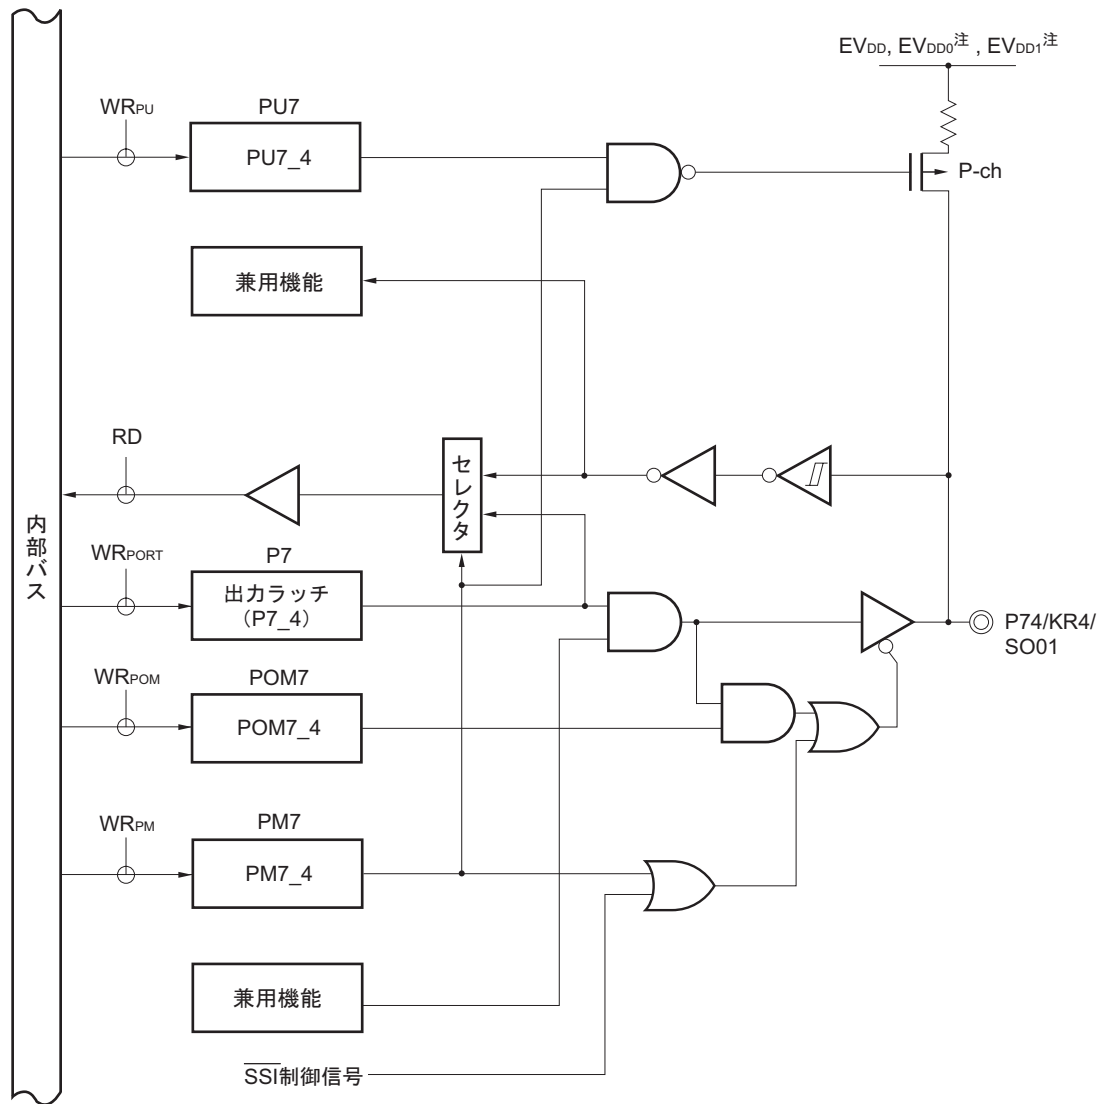 EVDD, EVDD0注 , EVDD1注
WRPU
PU7
PU7_4
P-ch
兼用機能
RD
セレクタ
内部バス
WRPORT
P7
出力ラッチ
（P7_4）
P74/KR4/
SO01
WRPOM
POM7
POM7_4
WRPM
PM7
PM7_4
兼用機能
SSI制御信号